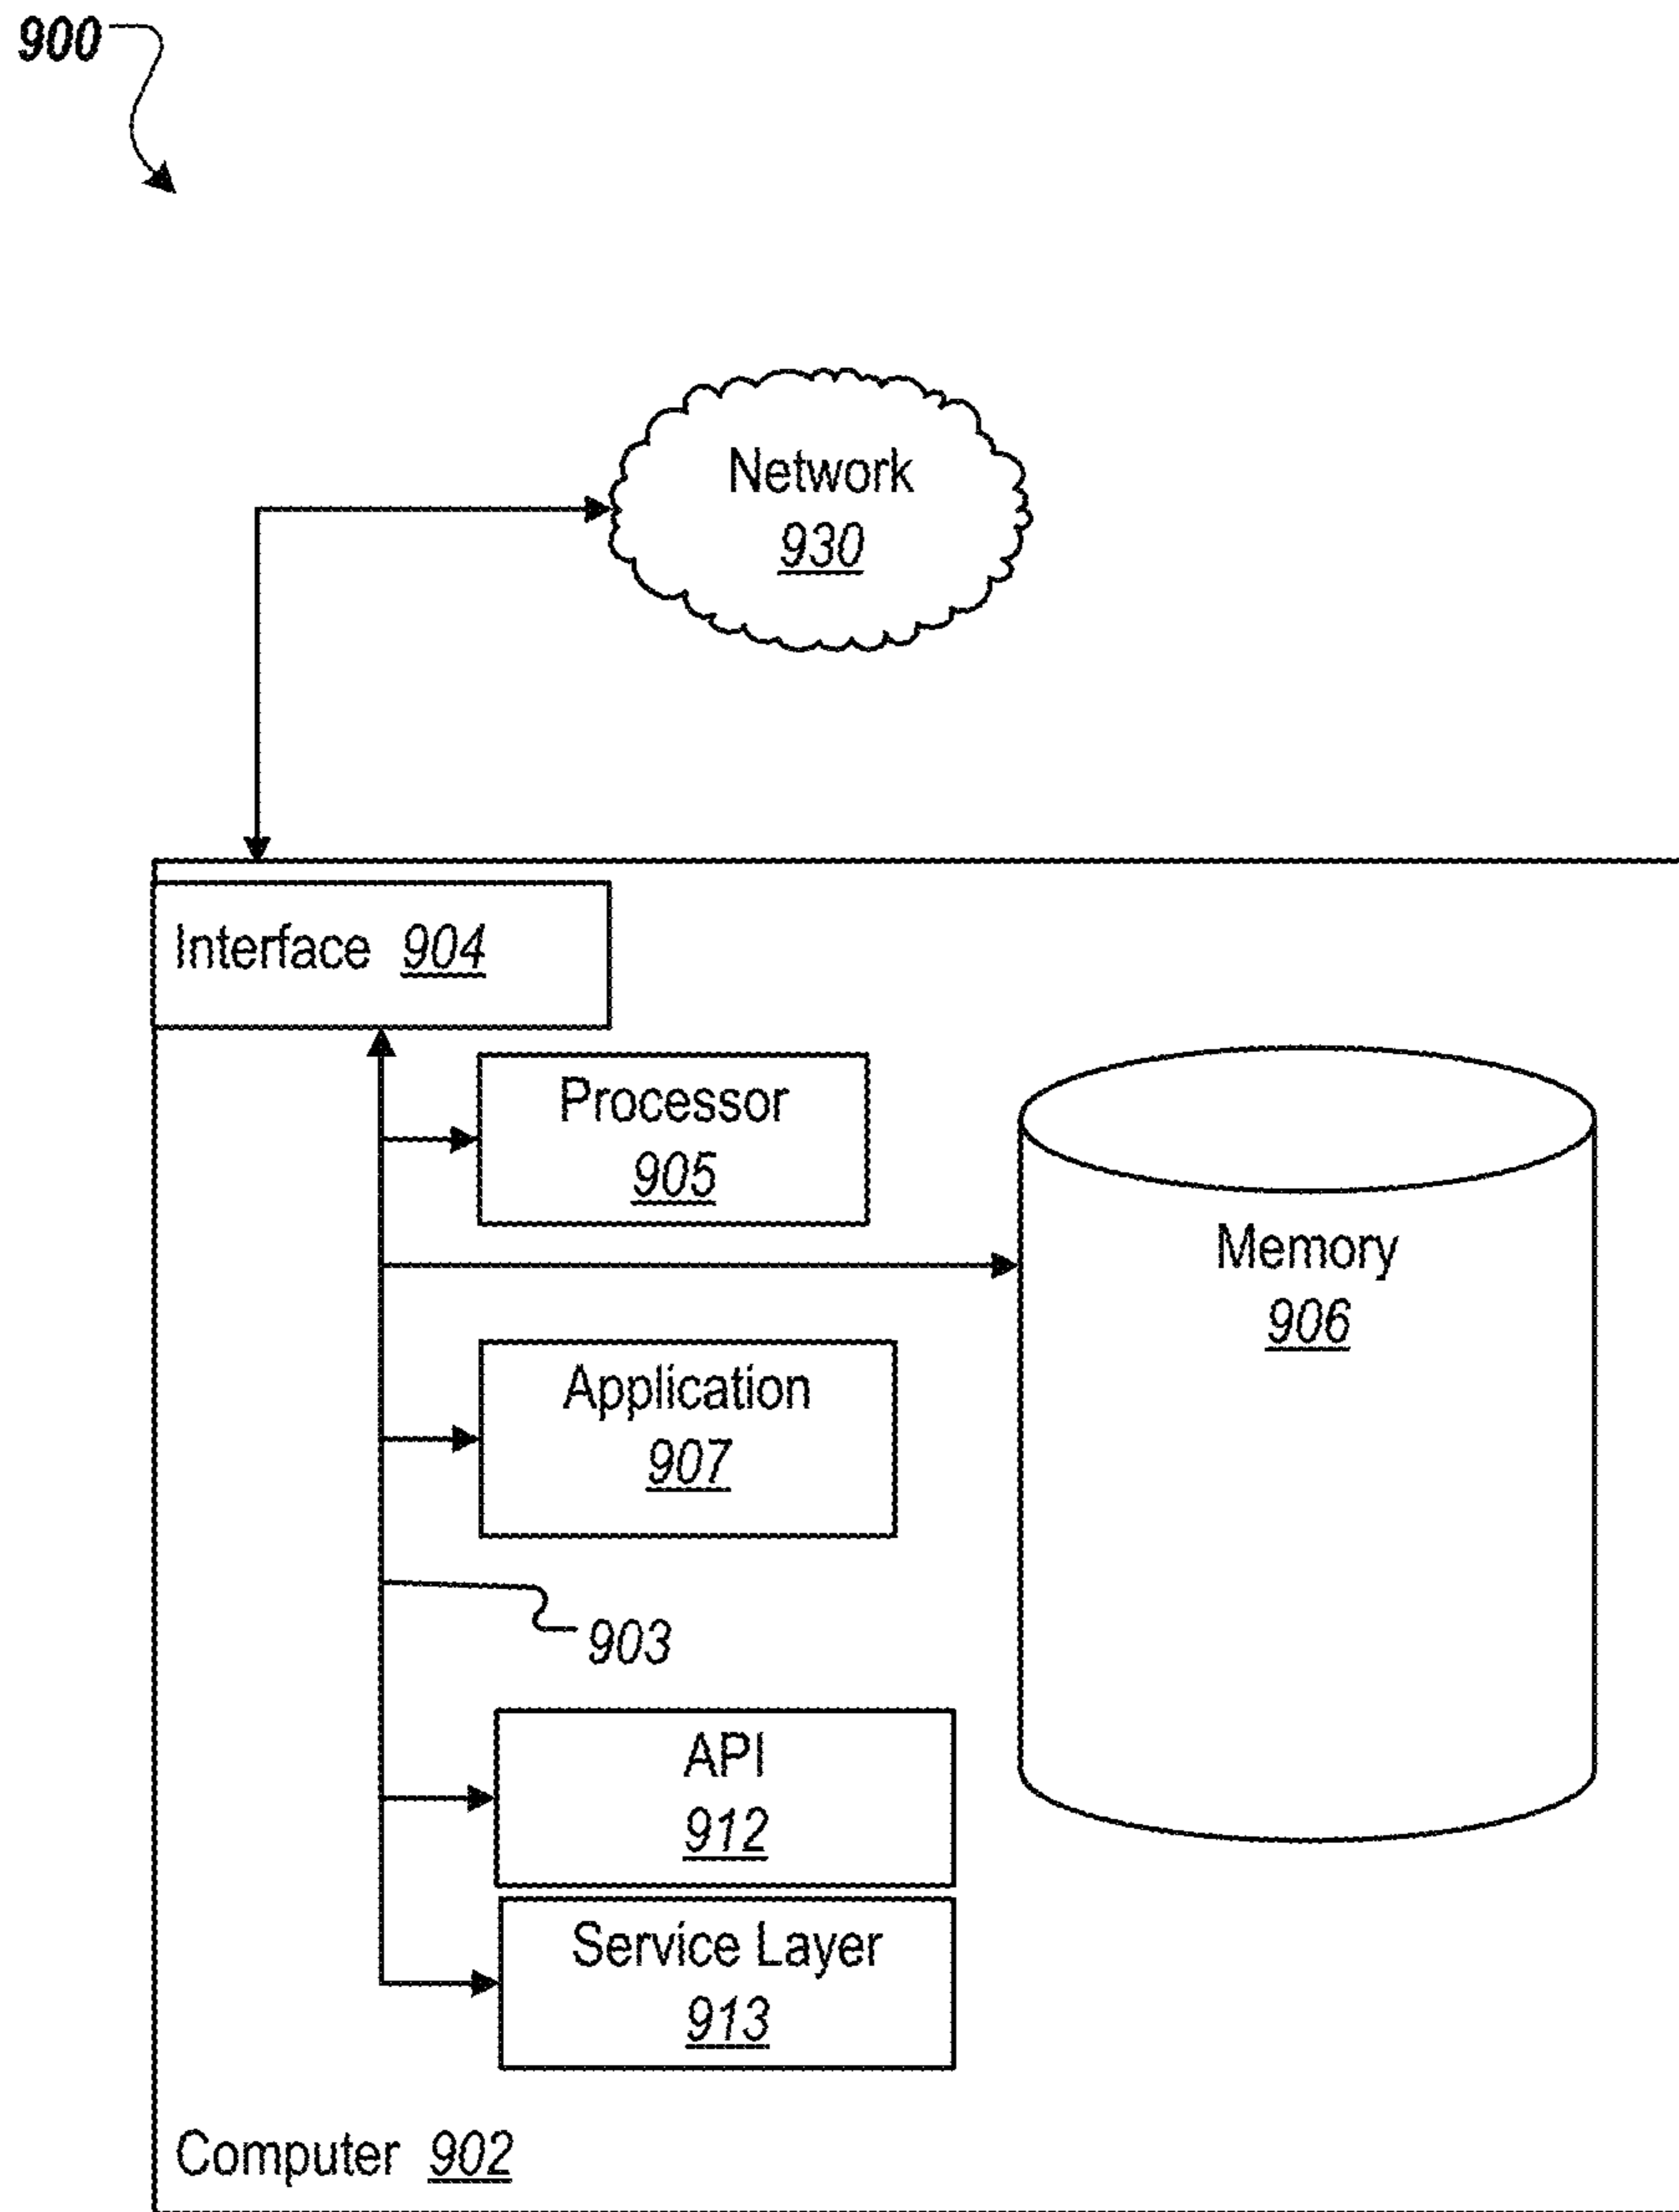 900
Network
930
Interface 904
Processor
905
Memory
906
Application
907
903
API
912
Service Layer
913
Computer 902